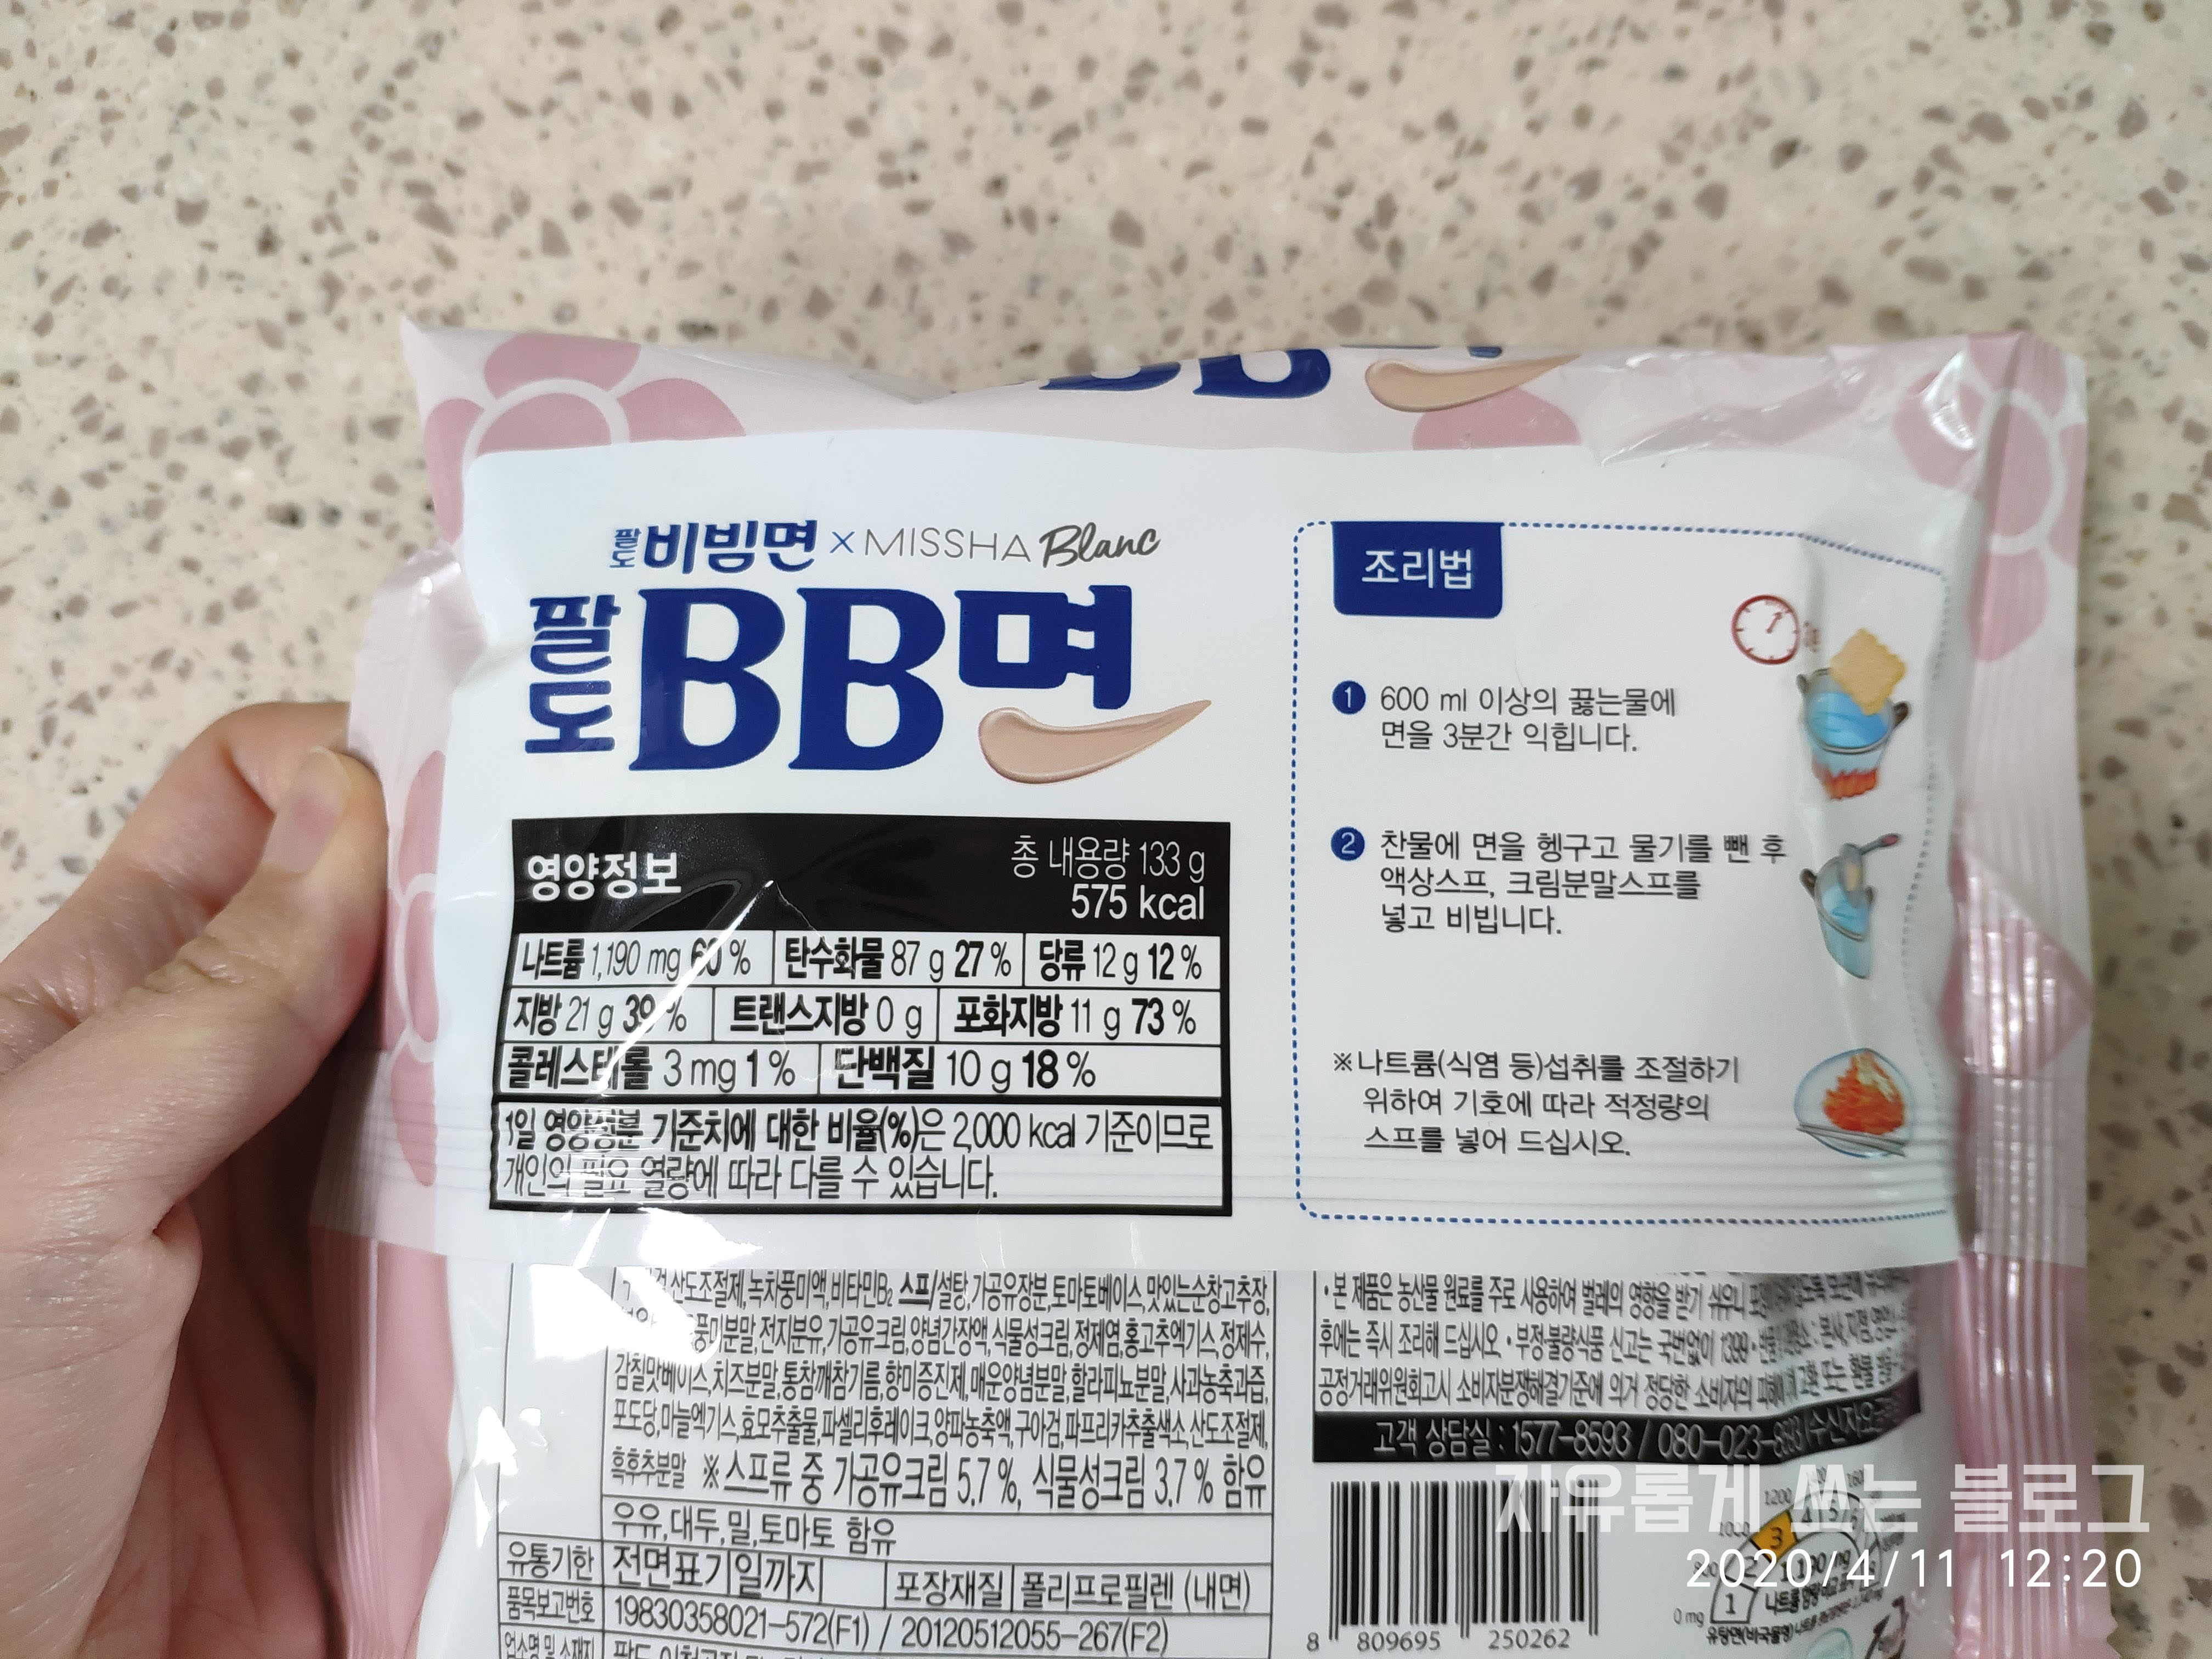 BB
팔도 비빔면 x MISSHA Blanc
팔도 BB면
영양정보
총 내용량 133 g
575 kcal
나트륨 1,190 mg 60 % 탄수화물 87 g 27 % 당류 12 g 12 %
지방 21 g 39 % 트랜스지방 0 g 포화지방 11 g 73 %
콜레스테롤 3 mg 1 % 단백질 10 g 18 %
1일 영양성분 기준치에 대한 비율(%)은 2,000 kcal 기준이므로
개인의 필요 열량에 따라 다를 수 있습니다.
조리법
1 600 ml 이상의 끓는물에
면을 3분간 익힙니다.
2 찬물에 면을 헹구고 물기를 뺀 후
액상스프, 크림분말스프를
넣고 비빕니다.
※나트륨(식염 등)섭취를 조절하기
위하여 기호에 따라 적정량의
스프를 넣어 드십시오.
산도조절제,녹차풍미액,비타민B₂ 스프/설탕,가공유장분,토마토베이스,맛있는순창고추장,
풍미분말,전지분유,가공유크림,양념간장액,식물성크림,정제염,홍고추엑기스,정제수,
감칠맛베이스,치즈분말,통참깨참기름,향미증진제,매운양념분말,할라피뇨분말,사과농축과즙,
포도당,마늘엑기스,효모추출물,파셀리후레이크,양파농축액,구아검,파프리카추출색소,산도조절제,
흑후추분말 ※스프류 중 가공유크림 5.7 %, 식물성크림 3.7 % 함유
우유,대두,밀,토마토 함유
유통기한 전면표기일까지 포장재질 폴리프로필렌 (내면)
품목보고번호 19830358021-572(F1) / 20120512055-267(F2)
업소명 및 소재지 팔도 이천공장
•본 제품은 농산물 원료를 주로 사용하여 벌레의 영향을 받기 쉬우니
후에는 즉시 조리해 드십시오 •부정·불량식품 신고는 국번없이 1399
공정거래위원회고시 소비자분쟁해결기준에 의거 정당한 소비자의 피해에 교환 또는 환불
고객 상담실 : 1577-8593 / 080-023-
8 809695 250262
1200
3
0 mg 1
자유롭게 쓰는 블로그
2020/4/11 12:20